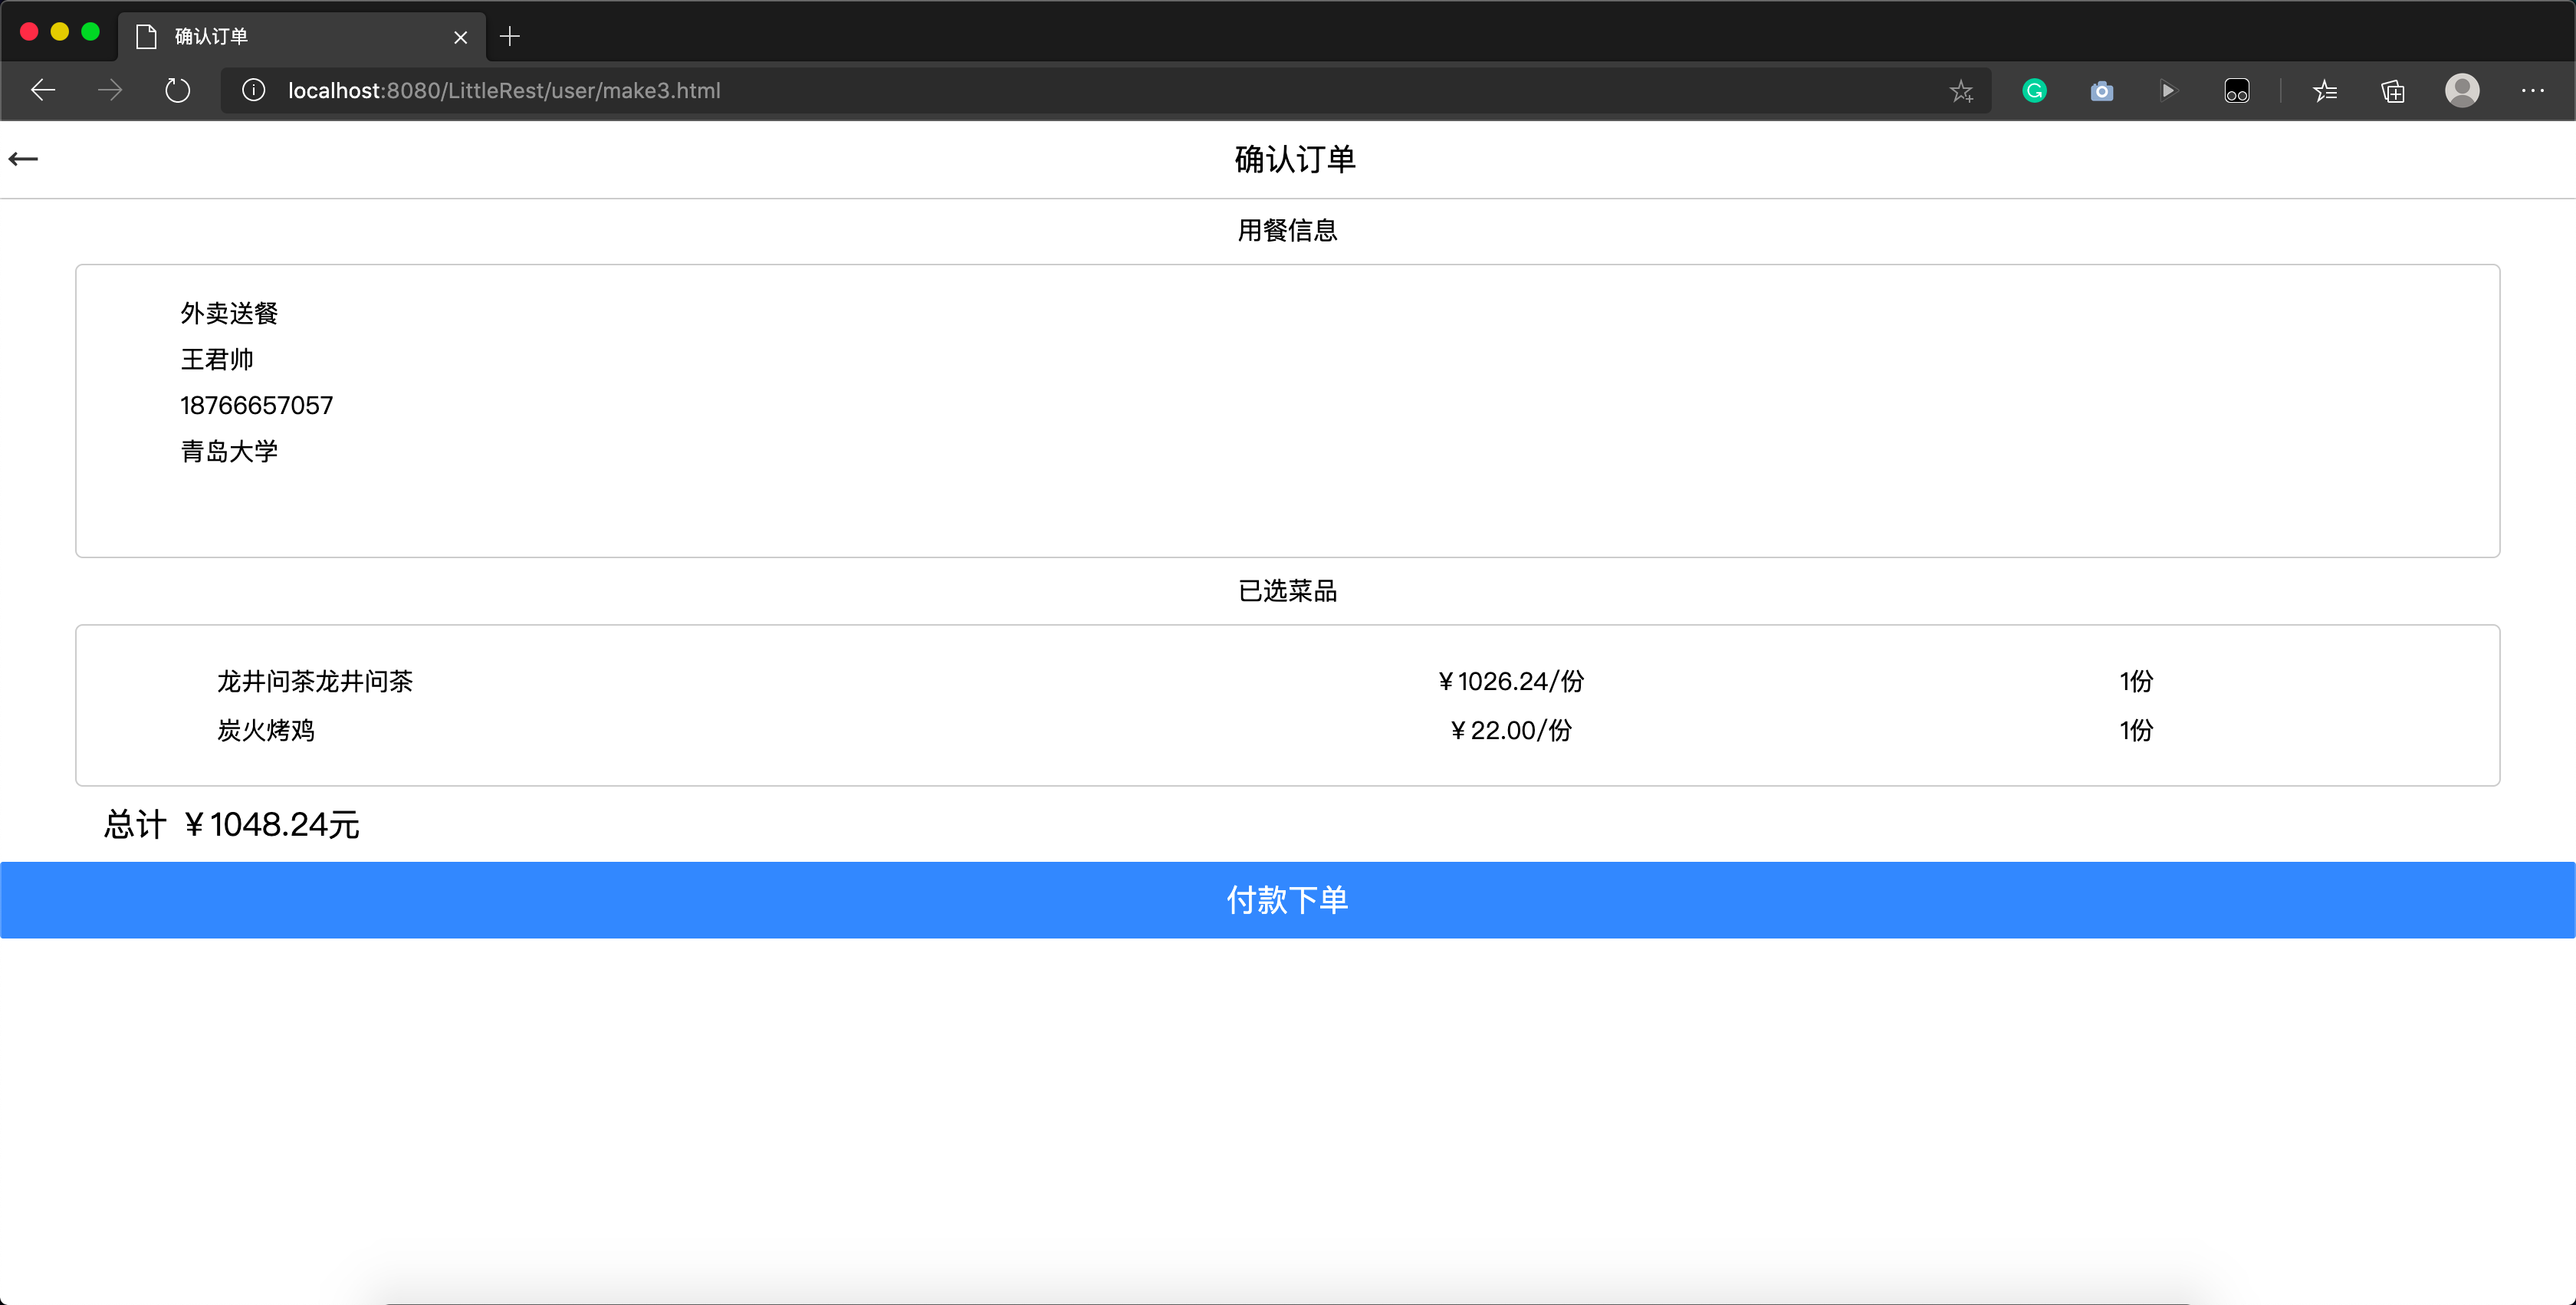 确认订单
localhost:8080/LittleRest/user/make3.html
确认订单
用餐信息
外卖送餐
王君帅
18766657057
青岛大学
已选菜品
龙井问茶龙井问茶 ¥1026.24/份 1份
炭火烤鸡 ¥22.00/份 1份
总计 ¥1048.24元
付款下单